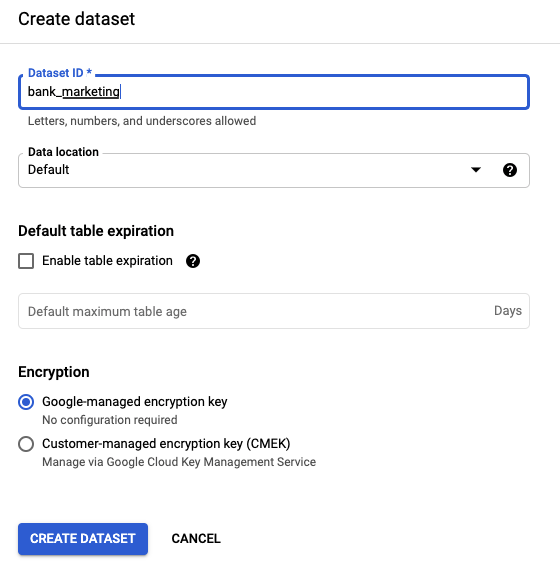 Create dataset
Dataset ID *
bank_marketing
Letters, numbers, and underscores allowed
Data location
Default
Default table expiration
Enable table expiration
Default maximum table age Days
Encryption
Google-managed encryption key
No configuration required
Customer-managed encryption key (CMEK)
Manage via Google Cloud Key Management Service
CREATE DATASET CANCEL